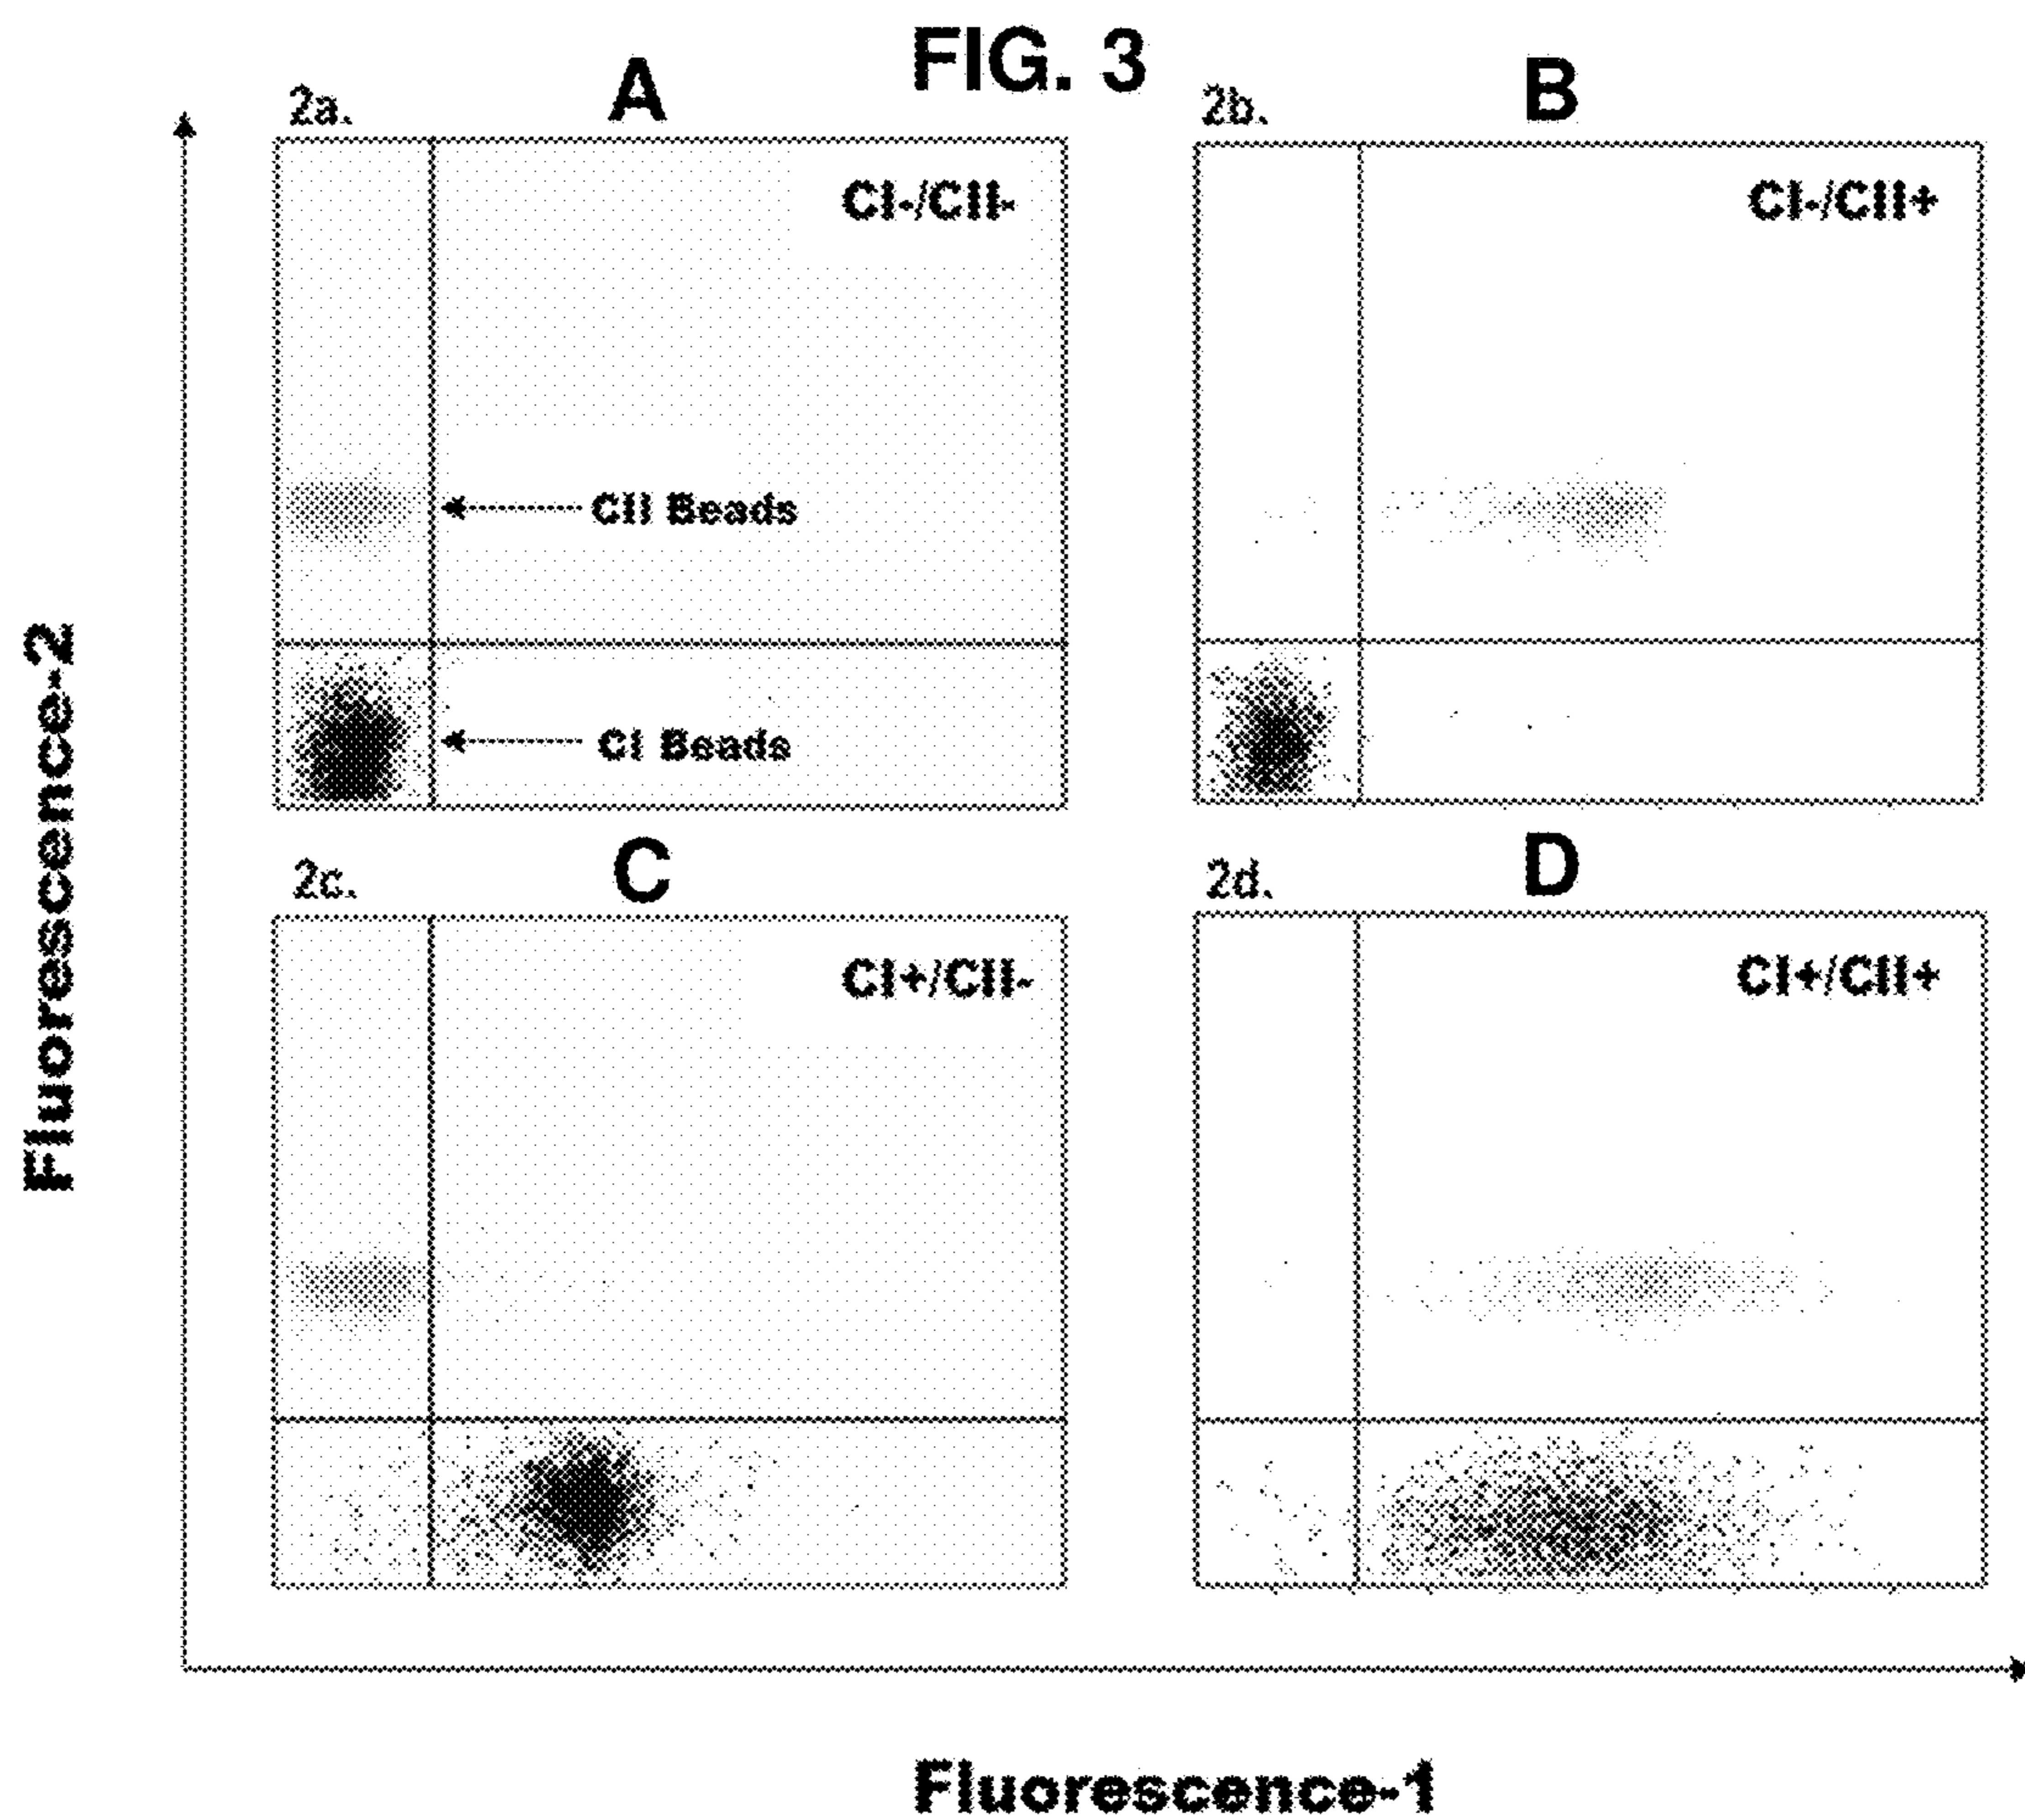 FIG. 3
2a.
A
CI-/CII-
CII Beads
CI Beads
2b.
B
CI-/CII+
2c.
C
CI+/CII-
2d.
D
CI+/CII+
Fluorescence-2
Fluorescence-1